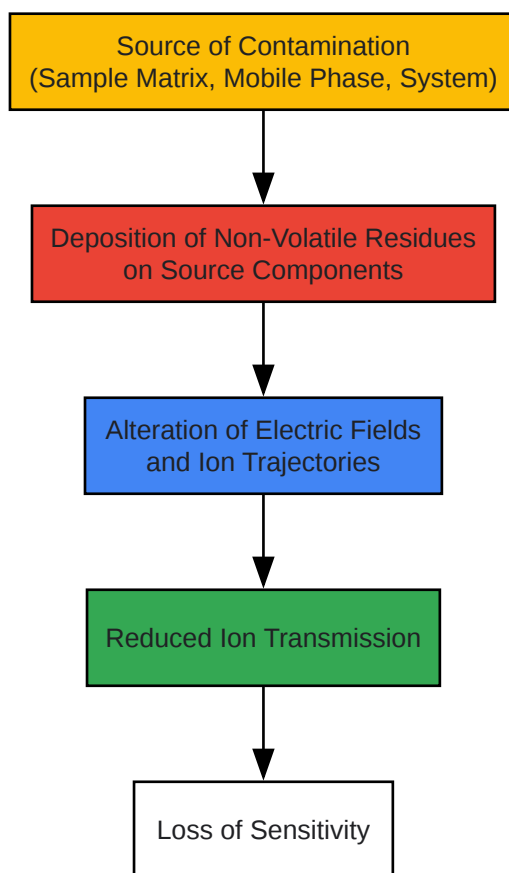 Source of Contamination
(Sample Matrix, Mobile Phase, System)
Deposition of Non-Volatile Residues
on Source Components
Alteration of Electric Fields
and Ion Trajectories
Reduced Ion Transmission
Loss of Sensitivity